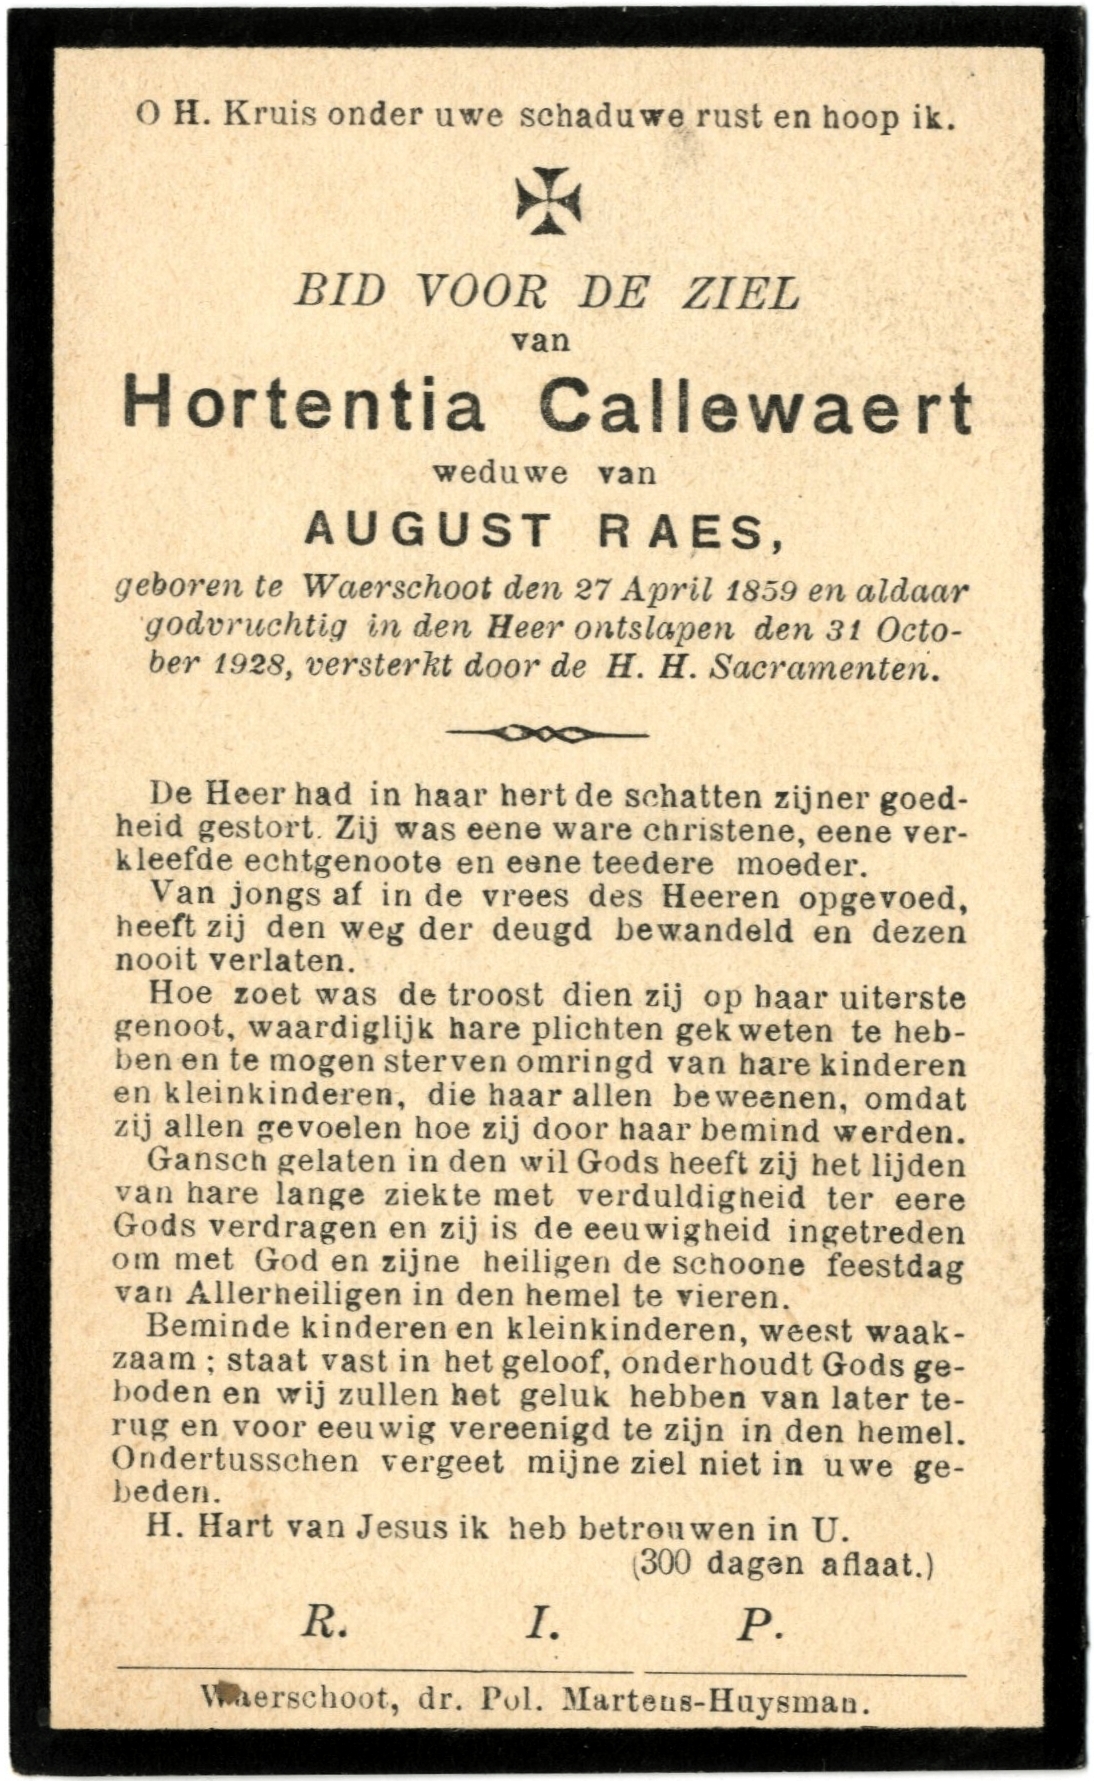 O H. Kruis onder uwe schaduwe rust en hoop ik.
BID VOOR DE ZIEL
van
Hortentia Callewaert
weduwe van
AUGUST RAES,
geboren te Waerschoot den 27 April 1859 en aldaar
godvruchtig in den Heer ontslapen den 31 Octo-
ber 1928, versterkt door de H. H. Sacramenten.
De Heer had in haar hert de schatten zijner goed-
heid gestort. Zij was eene ware christene, eene ver-
kleefde echtgenoote en eene teedere moeder.
Van jongs af in de vrees des Heeren opgevoed,
heeft zij den weg der deugd bewandeld en dezen
nooit verlaten.
Hoe zoet was de troost dien zij op haar uiterste
genoot, waardiglijk hare plichten gekweten te heb-
ben en te mogen sterven omringd van hare kinderen
en kleinkinderen, die haar allen beweenen, omdat
zij allen gevoelen hoe zij door haar bemind werden.
Gansch gelaten in den wil Gods heeft zij het lijden
van hare lange ziekte met verduldigheid ter eere
Gods verdragen en zij is de eeuwigheid ingetreden
om met God en zijne heiligen de schoone feestdag
van Allerheiligen in den hemel te vieren.
Beminde kinderen en kleinkinderen, weest waak-
zaam ; staat vast in het geloof, onderhoudt Gods ge-
boden en wij zullen het geluk hebben van later te-
rug en voor eeuwig vereenigd te zijn in den hemel.
Ondertusschen vergeet mijne ziel niet in uwe ge-
beden.
H. Hart van Jesus ik heb betrouwen in U.
(300 dagen aflaat.)
R. I. P.
Waerschoot, dr. Pol. Martens-Huysman.